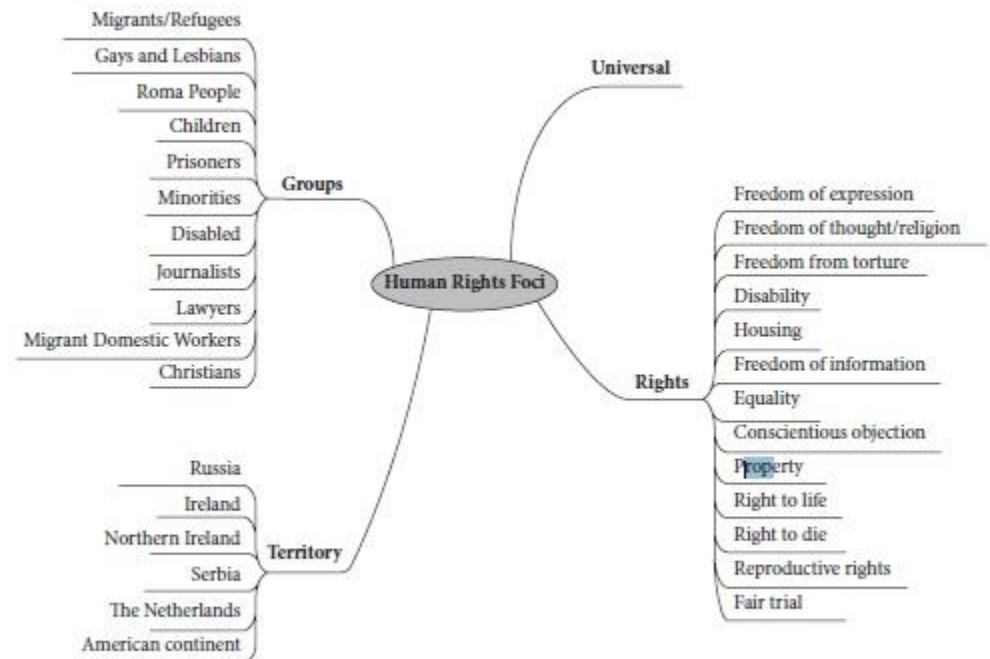 Migrants/Refugees
Gays and Lesbians
Roma People
Children
Prisoners
Minorities
Disabled
Journalists
Lawyers
Migrant Domestic Workers
Christians
Groups
Universal
Human Rights Foci
Rights
Freedom of expression
Freedom of thought/religion
Freedom from torture
Disability
Housing
Freedom of information
Equality
Conscientious objection
Property
Right to life
Right to die
Reproductive rights
Fair trial
Russia
Ireland
Northern Ireland
Serbia
The Netherlands
American continent
Territory